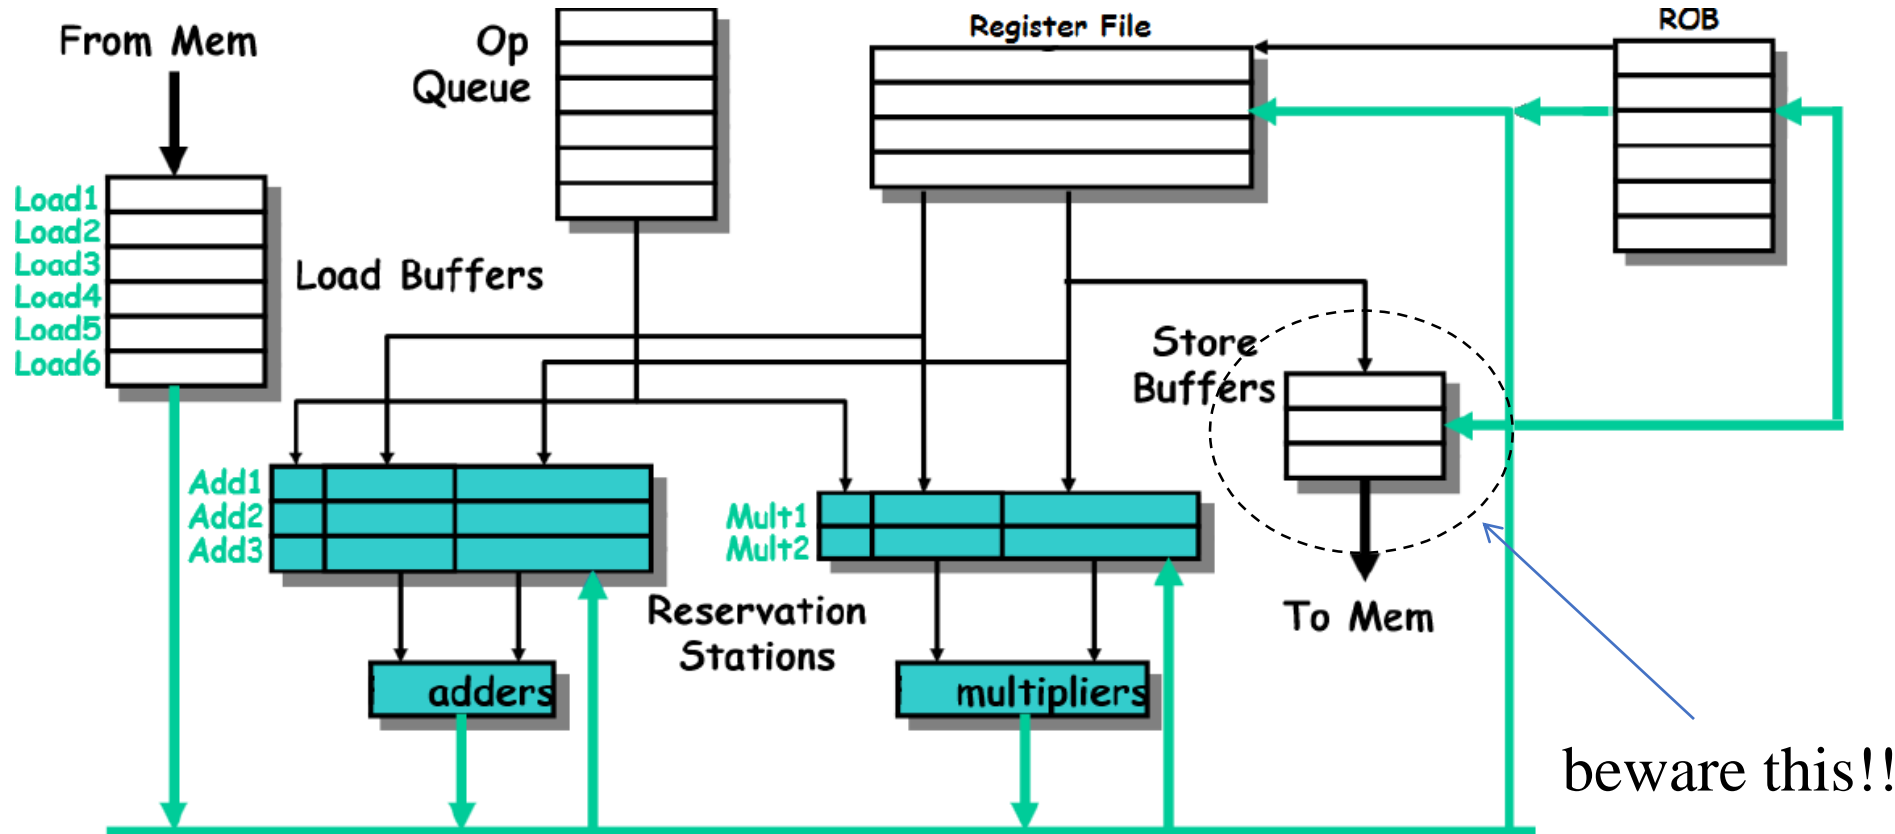 From Mem
Op
Queue
Register File
ROB
Load1
Load2
Load3
Load4
Load5
Load6
Load Buffers
Store
Buffers
Add1
Add2
Add3
Mult1
Mult2
Reservation
Stations
To Mem
adders
multipliers
beware this!!